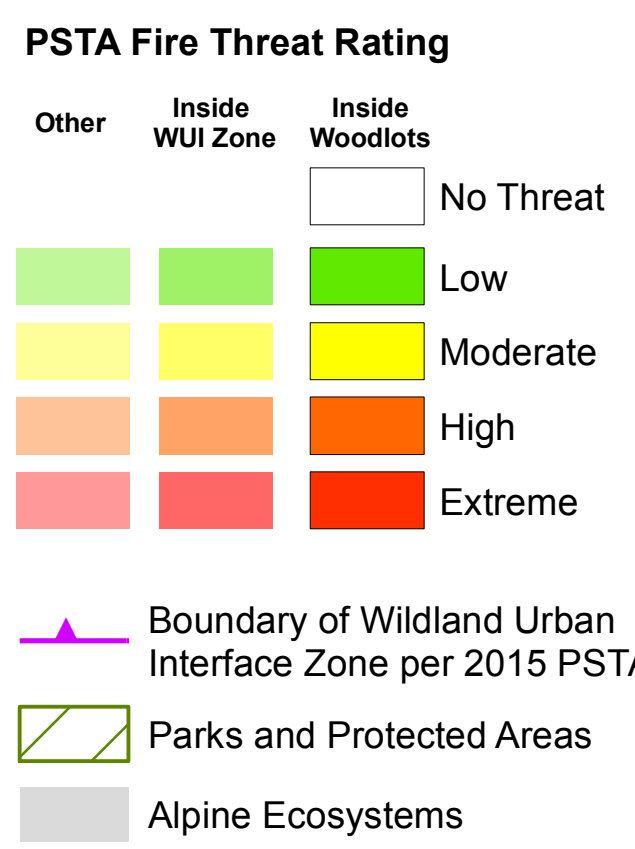 PSTA Fire Threat Rating
Other
Inside
WUI Zone
Inside
Woodlots
No Threat
Low
Moderate
High
Extreme
Boundary of Wildland Urban
Interface Zone per 2015 PSTA
Parks and Protected Areas
Alpine Ecosystems